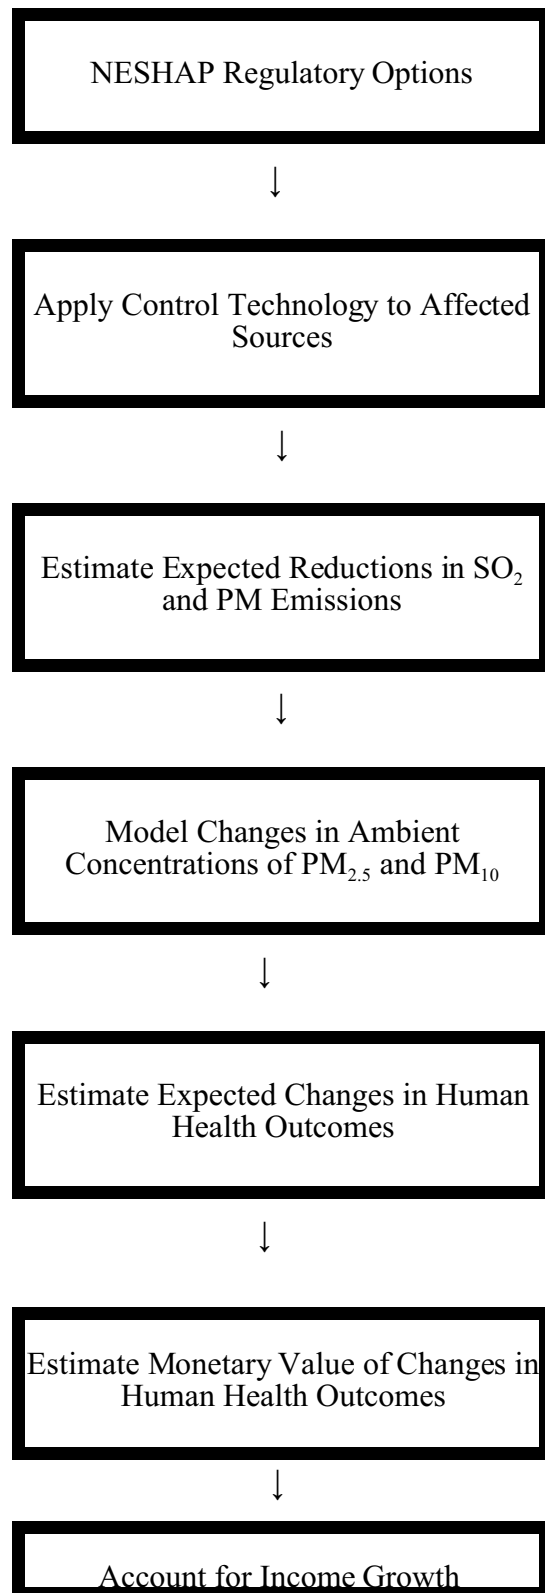 NESHAP Regulatory Options
↓
Apply Control Technology to Affected
Sources
↓
Estimate Expected Reductions in SO₂
and PM Emissions
↓
Model Changes in Ambient
Concentrations of PM₂.₅ and PM₁₀
↓
Estimate Expected Changes in Human
Health Outcomes
↓
Estimate Monetary Value of Changes in
Human Health Outcomes
↓
Account for Income Growth